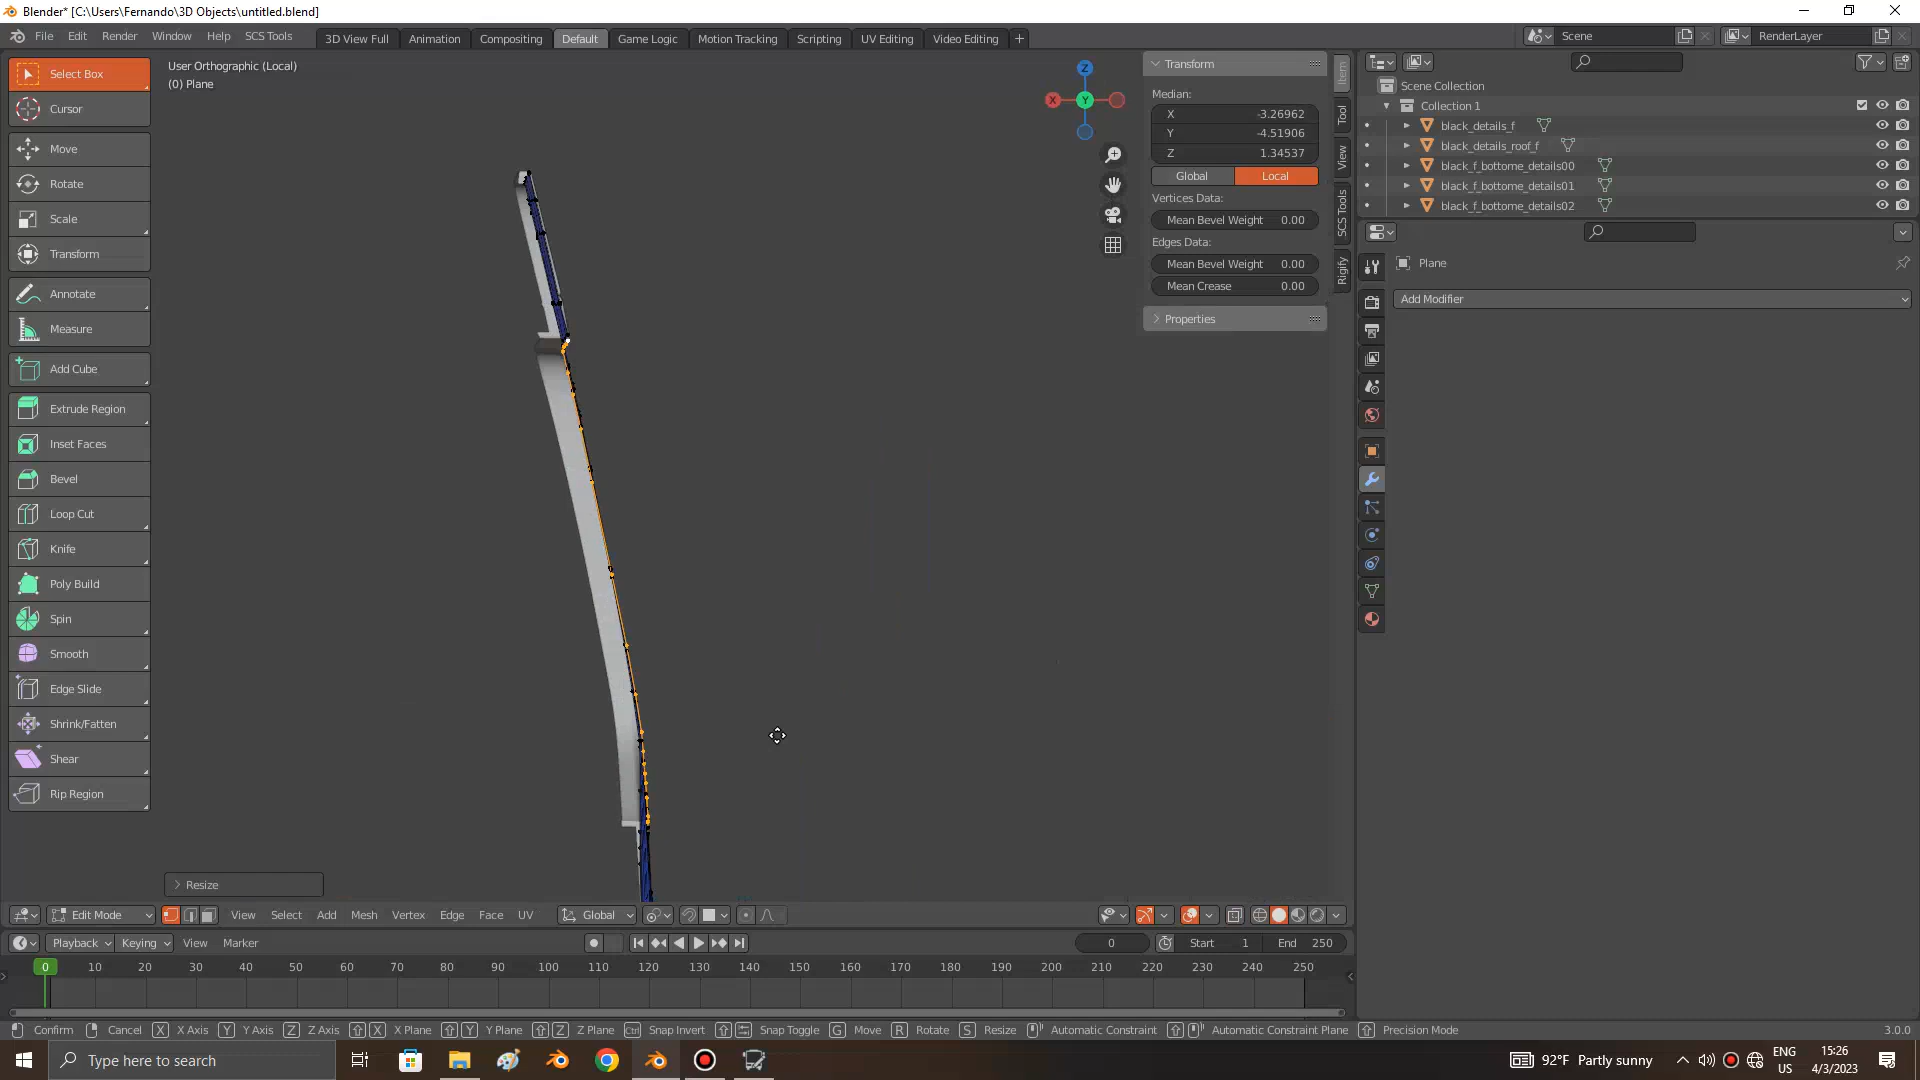 Blender* [C:\Users\Fernando\3D Objects\untitled.blend]
File Edit Render Window Help SCS Tools 3D View Full Animation Compositing Default Game Logic Motion Tracking Scripting UV Editing Video Editing + Scene RenderLayer
Select Box
Cursor
Move
Rotate
Scale
Transform
Annotate
Measure
Add Cube
Extrude Region
Inset Faces
Bevel
Loop Cut
Knife
Poly Build
Spin
Smooth
Edge Slide
Shrink/Fatten
Shear
Rip Region
User Orthographic (Local)
(0) Plane
Z
X Y
Transform
Median:
X -3.26962
Y -4.51906
Z 1.34537
Global Local
Vertices Data:
Mean Bevel Weight 0.00
Edges Data:
Mean Bevel Weight 0.00
Mean Crease 0.00
Properties
Item
Tool
View
SCS Tools
Rigify
Scene Collection
Collection 1
black_details_f
black_details_roof_f
black_f_bottome_details00
black_f_bottome_details01
black_f_bottome_details02
Plane
Add Modifier
Resize
Edit Mode View Select Add Mesh Vertex Edge Face UV Global
Playback Keying View Marker 0 Start 1 End 250
0 10 20 30 40 50 60 70 80 90 100 110 120 130 140 150 160 170 180 190 200 210 220 230 240 250
Confirm Cancel X X Axis Y Y Axis Z Z Axis X X Plane Y Y Plane Z Z Plane Ctrl Snap Invert Snap Toggle G Move R Rotate S Resize Automatic Constraint Automatic Constraint Plane Precision Mode 3.0.0
Type here to search 92°F Partly sunny ENG 15:26
US 4/3/2023